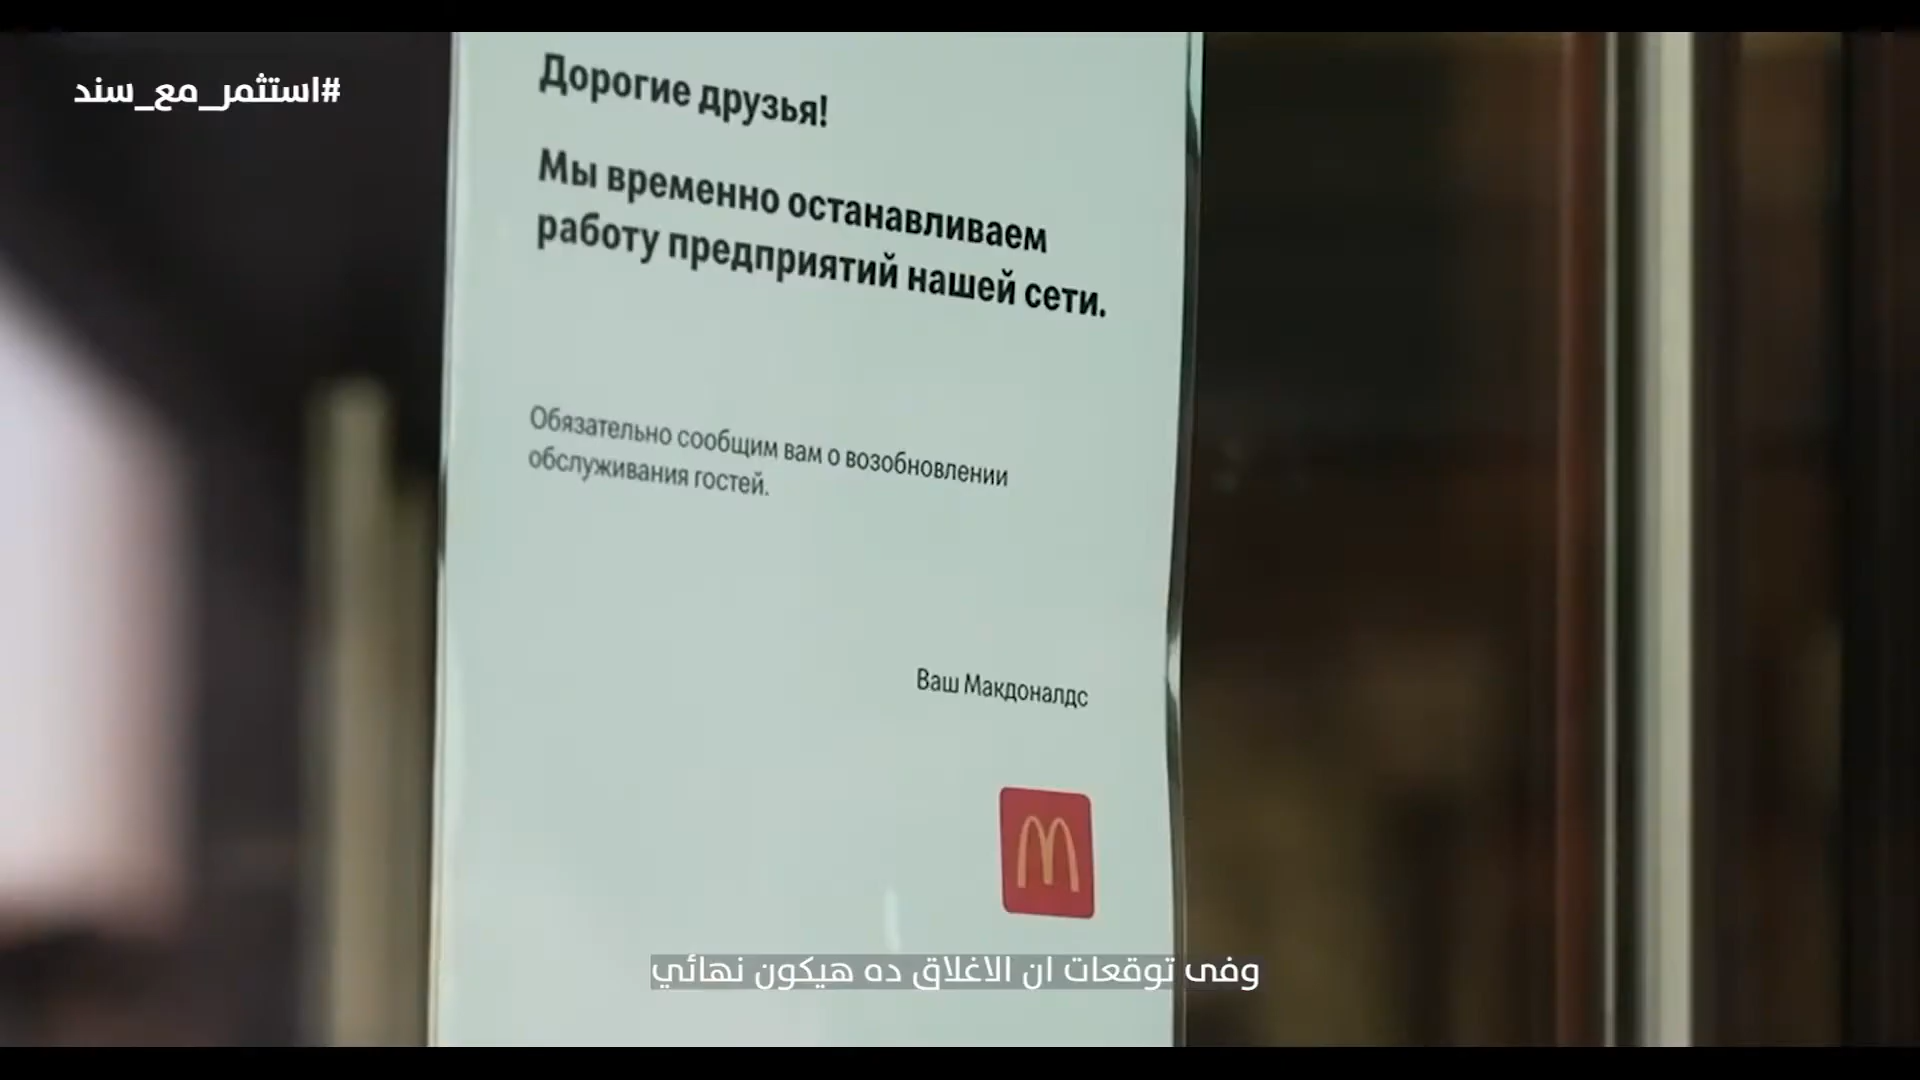 #استثمر_مع_سند
Дорогие друзья!
Мы временно останавливаем
работу предприятий нашей сети.
Обязательно сообщим вам о возобновлении
обслуживания гостей.
Ваш Макдоналдс
وفى توقعات ان الاغلاق ده هيكون نهائي